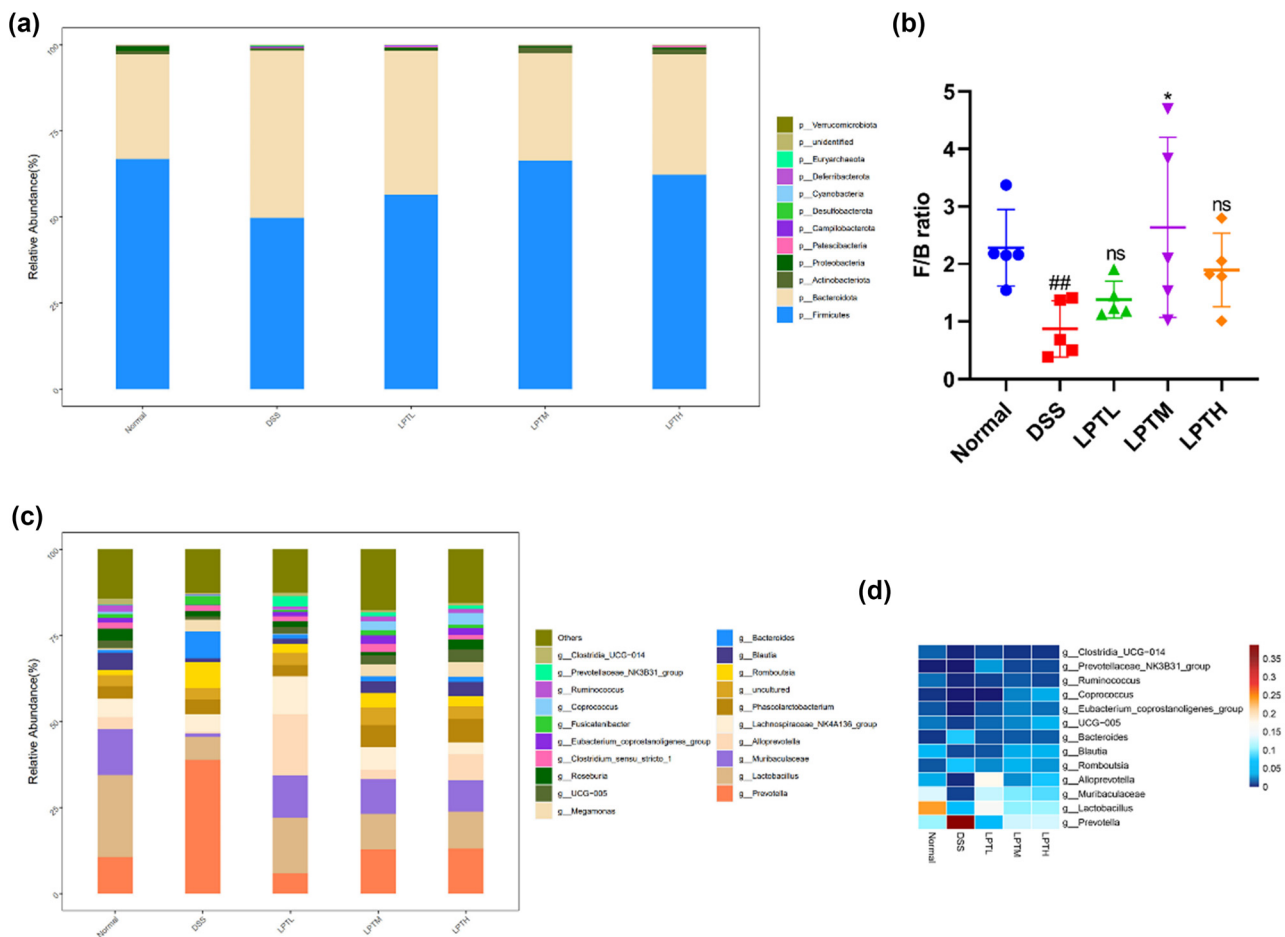 (a)
Relative Abundance(%)
100
75
50
25
0
Normal
DSS
LPTL
LPTM
LPTH
p__Verrucomicrobiota
p__unidentified
p__Euryarchaeota
p__Deferribacterota
p__Cyanobacteria
p__Desulfobacterota
p__Campilobacterota
p__Patescibacteria
p__Proteobacteria
p__Actinobacteriota
p__Bacteroidota
p__Firmicutes
(b)
F/B ratio
5
4
3
2
1
0
##
ns
*
ns
Normal
DSS
LPTL
LPTM
LPTH
(c)
Relative Abundance(%)
100
75
50
25
0
Normal
DSS
LPTL
LPTM
LPTH
Others
g__Clostridia_UCG-014
g__Prevotellaceae_NK3B31_group
g__Ruminococcus
g__Coprococcus
g__Fusicatenibacter
g__Eubacterium_coprostanoligenes_group
g__Clostridium_sensu_stricto_1
g__Roseburia
g__UCG-005
g__Megamonas
g__Bacteroides
g__Blautia
g__Romboutsia
g__uncultured
g__Phascolarctobacterium
g__Lachnospiraceae_NK4A136_group
g__Alloprevotella
g__Muribaculaceae
g__Lactobacillus
g__Prevotella
(d)
g__Clostridia_UCG-014
g__Prevotellaceae_NK3B31_group
g__Ruminococcus
g__Coprococcus
g__Eubacterium_coprostanoligenes_group
g__UCG-005
g__Bacteroides
g__Blautia
g__Romboutsia
g__Alloprevotella
g__Muribaculaceae
g__Lactobacillus
g__Prevotella
Normal
DSS
LPTL
LPTM
LPTH
0.35
0.3
0.25
0.2
0.15
0.1
0.05
0